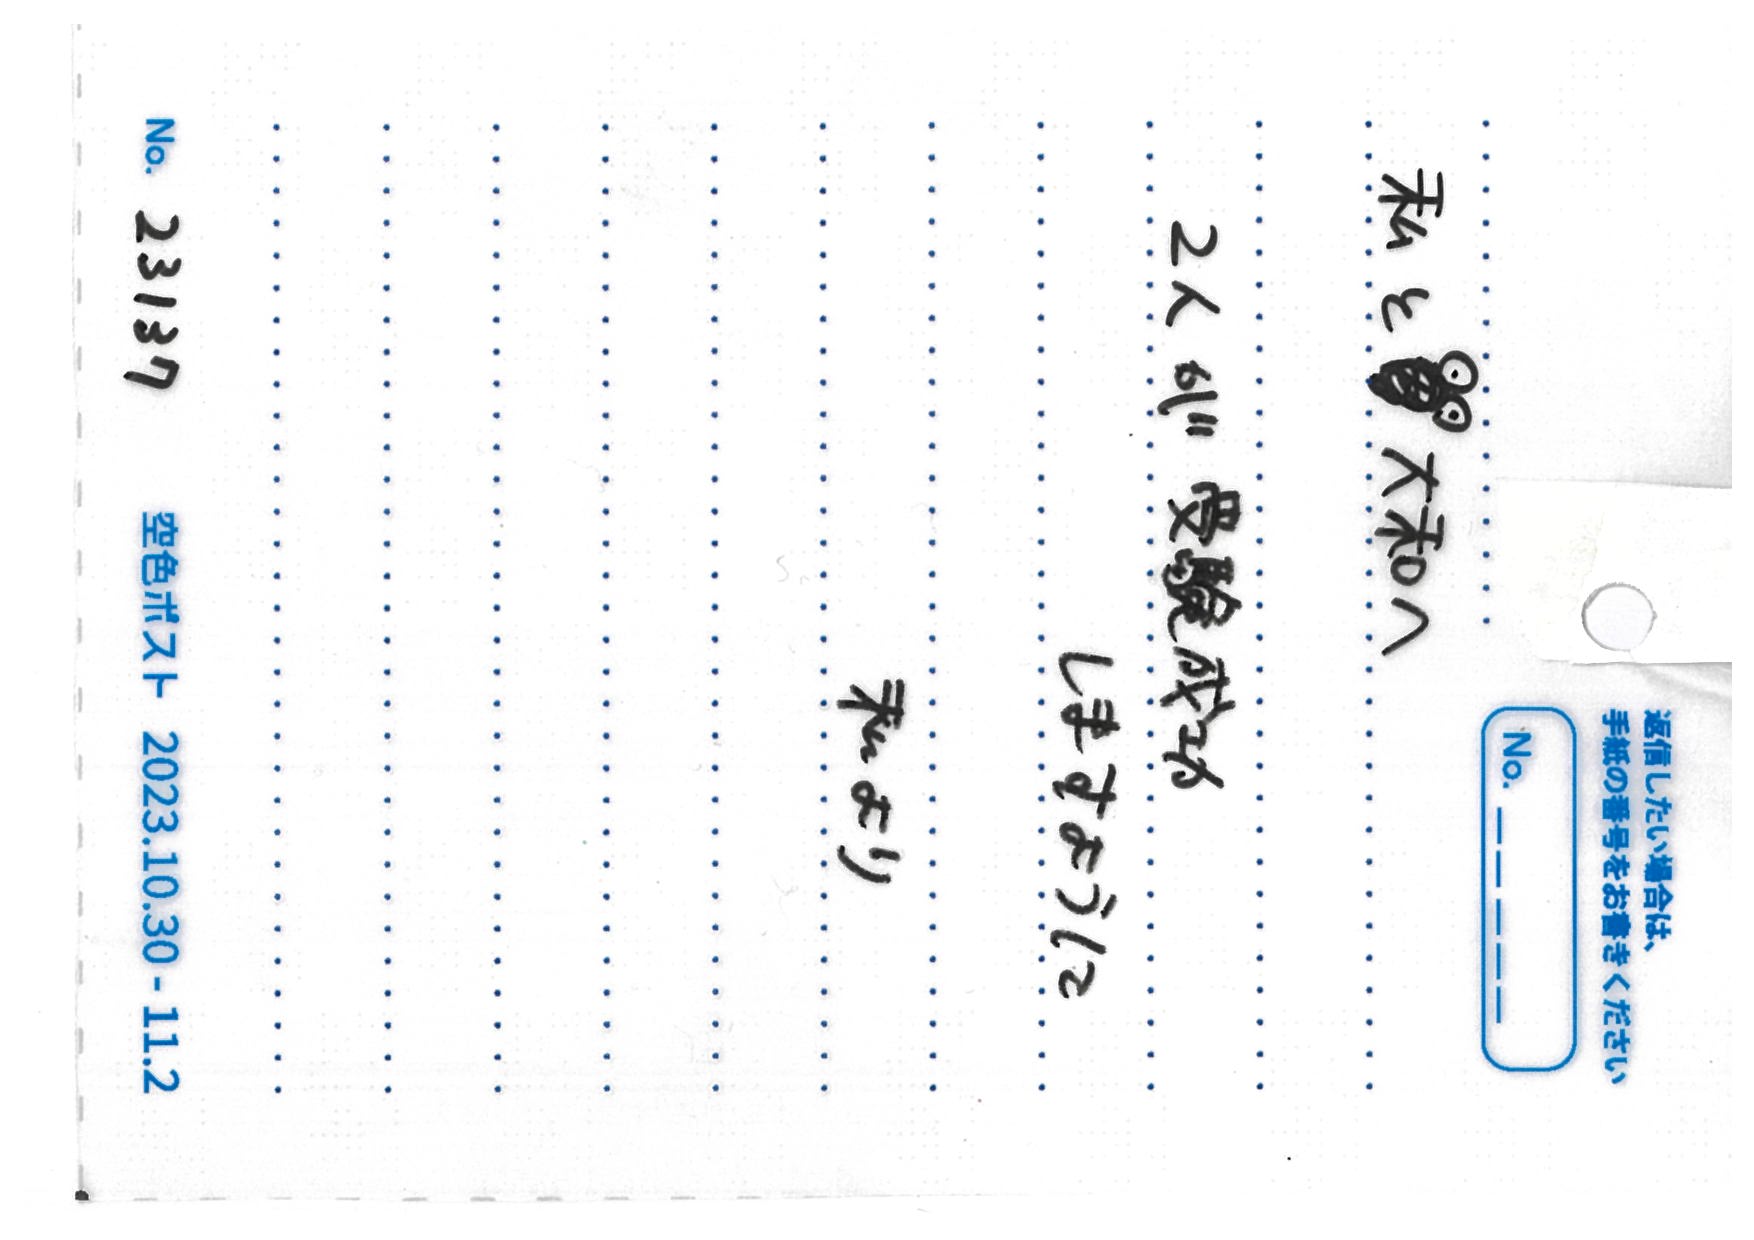 返信したい場合は、
手紙の番号をお書きください
No. _ _ _ _ _
私と 大和へ
2人が 受験成功
しますように
私より
No. 23137
空色ポスト 2023.10.30 - 11.2